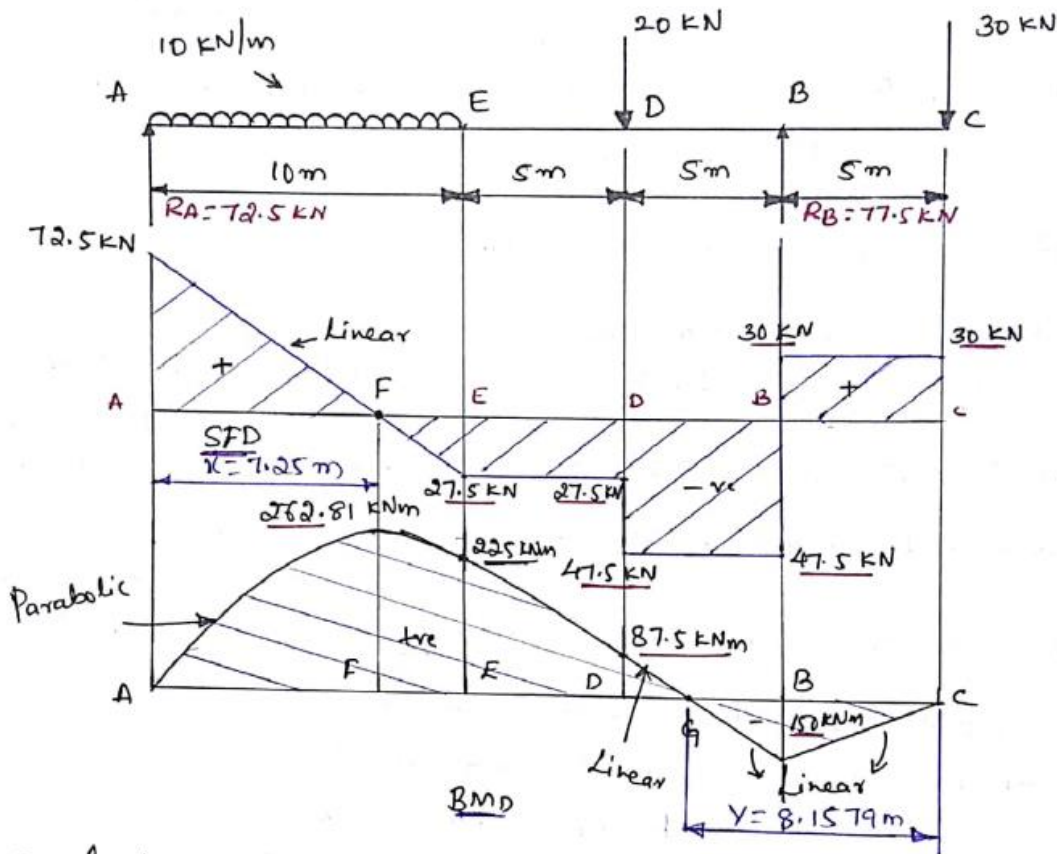 20 KN 30 KN
10 KN/m
A E D B C
10m 5m 5m 5m
RA=72.5 KN RB=77.5 KN
72.5 KN
Linear 30 KN 30 KN
+ F E D B + C
A
SFD
x=7.25 m
27.5 KN 27.5 KN -ve
262.81 KNm
225 KNm
47.5 KN 47.5 KN
Parabolic
+ve 87.5 KNm
A F E D B C
G - 150 KNm
Linear Linear
BMD Y=8.1579m